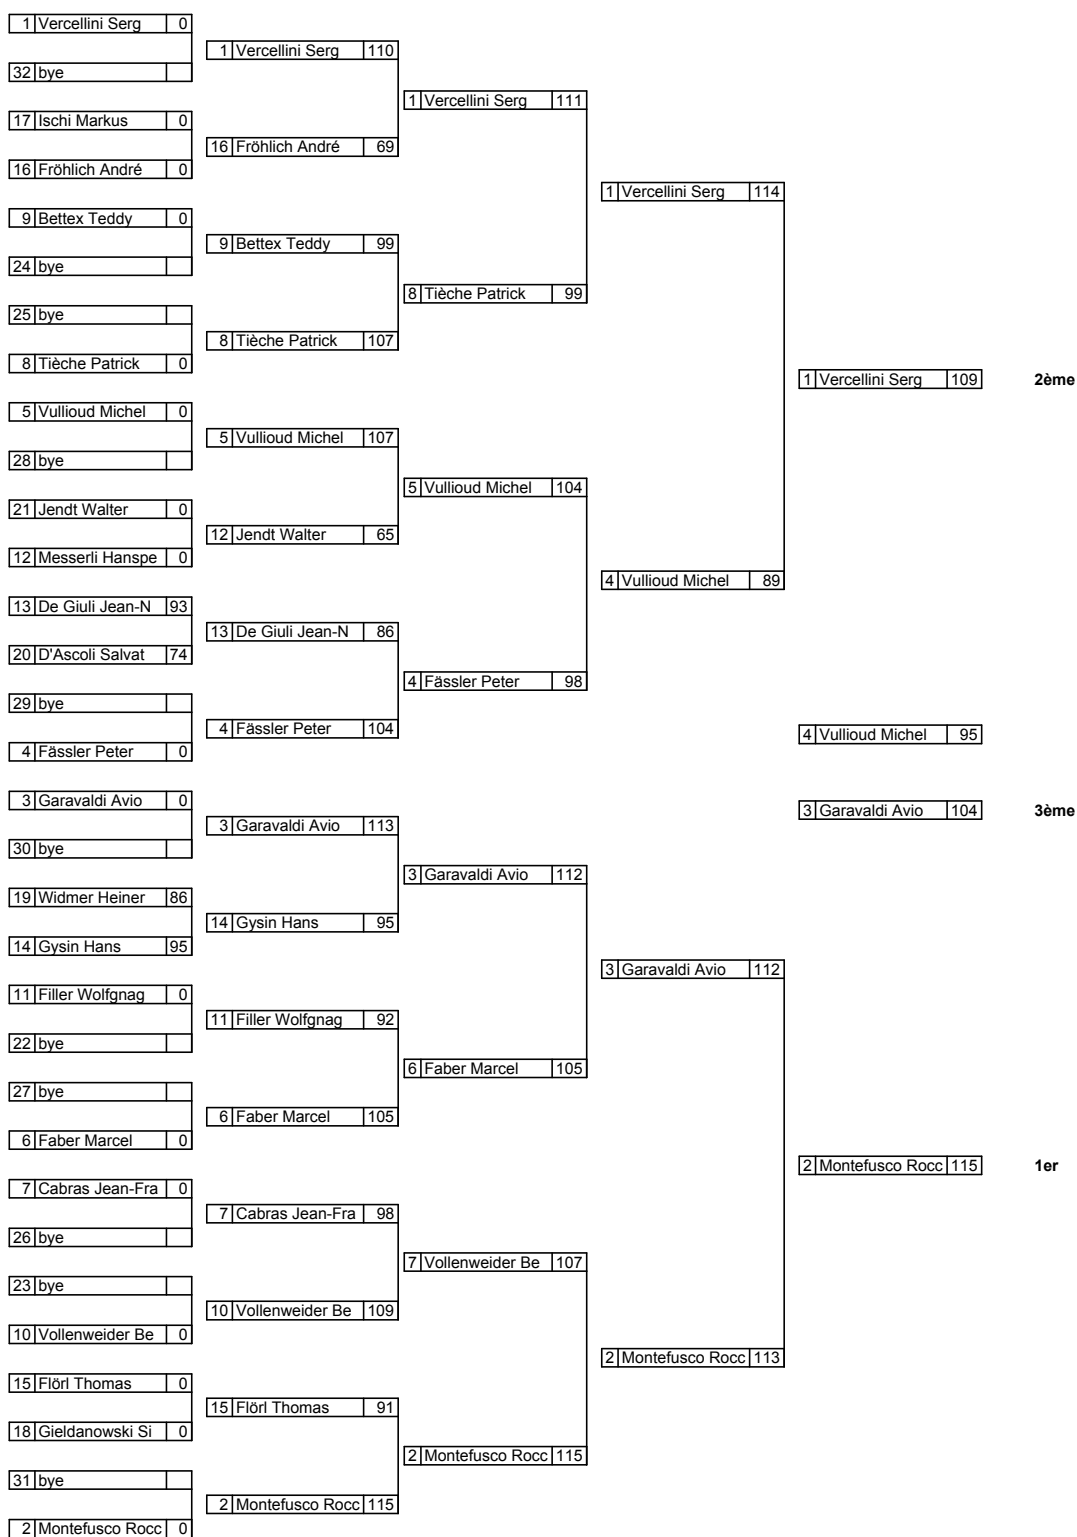 1 Vercellini Serg 0
32 bye
17 Ischi Markus 0
16 Fröhlich André 0
9 Bettex Teddy 0
24 bye
25 bye
8 Tièche Patrick 0
5 Vullioud Michel 0
28 bye
21 Jendt Walter 0
12 Messerli Hanspe 0
13 De Giuli Jean-N 93
20 D'Ascoli Salvat 74
29 bye
4 Fässler Peter 0
3 Garavaldi Avio 0
30 bye
19 Widmer Heiner 86
14 Gysin Hans 95
11 Filler Wolfgnag 0
22 bye
27 bye
6 Faber Marcel 0
7 Cabras Jean-Fra 0
26 bye
23 bye
10 Vollenweider Be 0
15 Flörl Thomas 0
18 Gieldanowski Si 0
31 bye
2 Montefusco Rocc 0
1 Vercellini Serg 110
16 Fröhlich André 69
9 Bettex Teddy 99
8 Tièche Patrick 107
5 Vullioud Michel 107
12 Jendt Walter 65
13 De Giuli Jean-N 86
4 Fässler Peter 104
3 Garavaldi Avio 113
14 Gysin Hans 95
11 Filler Wolfgnag 92
6 Faber Marcel 105
7 Cabras Jean-Fra 98
10 Vollenweider Be 109
15 Flörl Thomas 91
2 Montefusco Rocc 115
1 Vercellini Serg 111
8 Tièche Patrick 99
5 Vullioud Michel 104
4 Fässler Peter 98
3 Garavaldi Avio 112
6 Faber Marcel 105
7 Vollenweider Be 107
2 Montefusco Rocc 115
1 Vercellini Serg 114
4 Vullioud Michel 89
3 Garavaldi Avio 112
2 Montefusco Rocc 113
1 Vercellini Serg 109 2ème
4 Vullioud Michel 95
3 Garavaldi Avio 104 3ème
2 Montefusco Rocc 115 1er